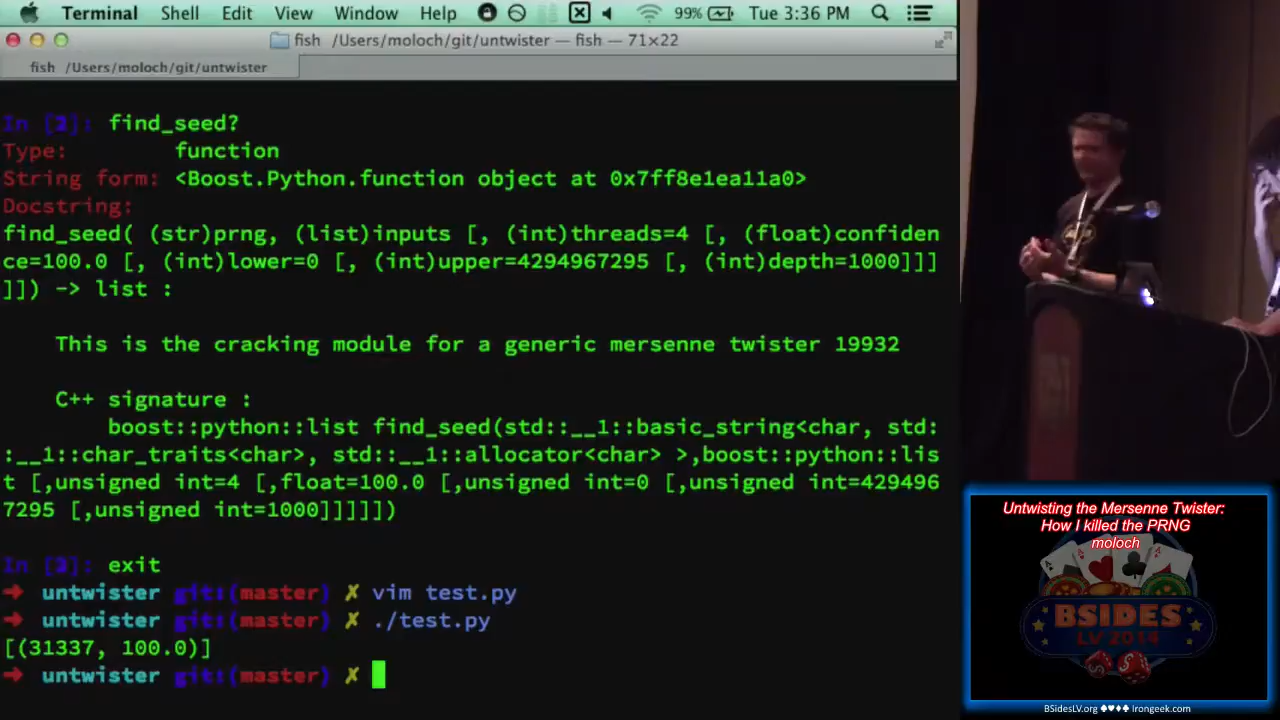 Terminal Shell Edit View Window Help 99% Tue 3:36 PM
fish /Users/moloch/git/untwister — fish — 71×22
fish /Users/moloch/git/untwister
In [2]: find_seed?
Type: function
String form: <Boost.Python.function object at 0x7ff8e1ea11a0>
Docstring:
find_seed( (str)prng, (list)inputs [, (int)threads=4 [, (float)confiden
ce=100.0 [, (int)lower=0 [, (int)upper=4294967295 [, (int)depth=1000]]]
]]) -> list :
This is the cracking module for a generic mersenne twister 19932
C++ signature :
boost::python::list find_seed(std::__1::basic_string<char, std:
:__1::char_traits<char>, std::__1::allocator<char> >,boost::python::lis
t [,unsigned int=4 [,float=100.0 [,unsigned int=0 [,unsigned int=429496
7295 [,unsigned int=1000]]]]])
In [3]: exit
➜ untwister git:(master) ✗ vim test.py
➜ untwister git:(master) ✗ ./test.py
[(31337, 100.0)]
➜ untwister git:(master) ✗
Untwisting the Mersenne Twister:
How I killed the PRNG
moloch
BSIDES
LV 2014
BSidesLV.org ♠♥♦♣ Irongeek.com